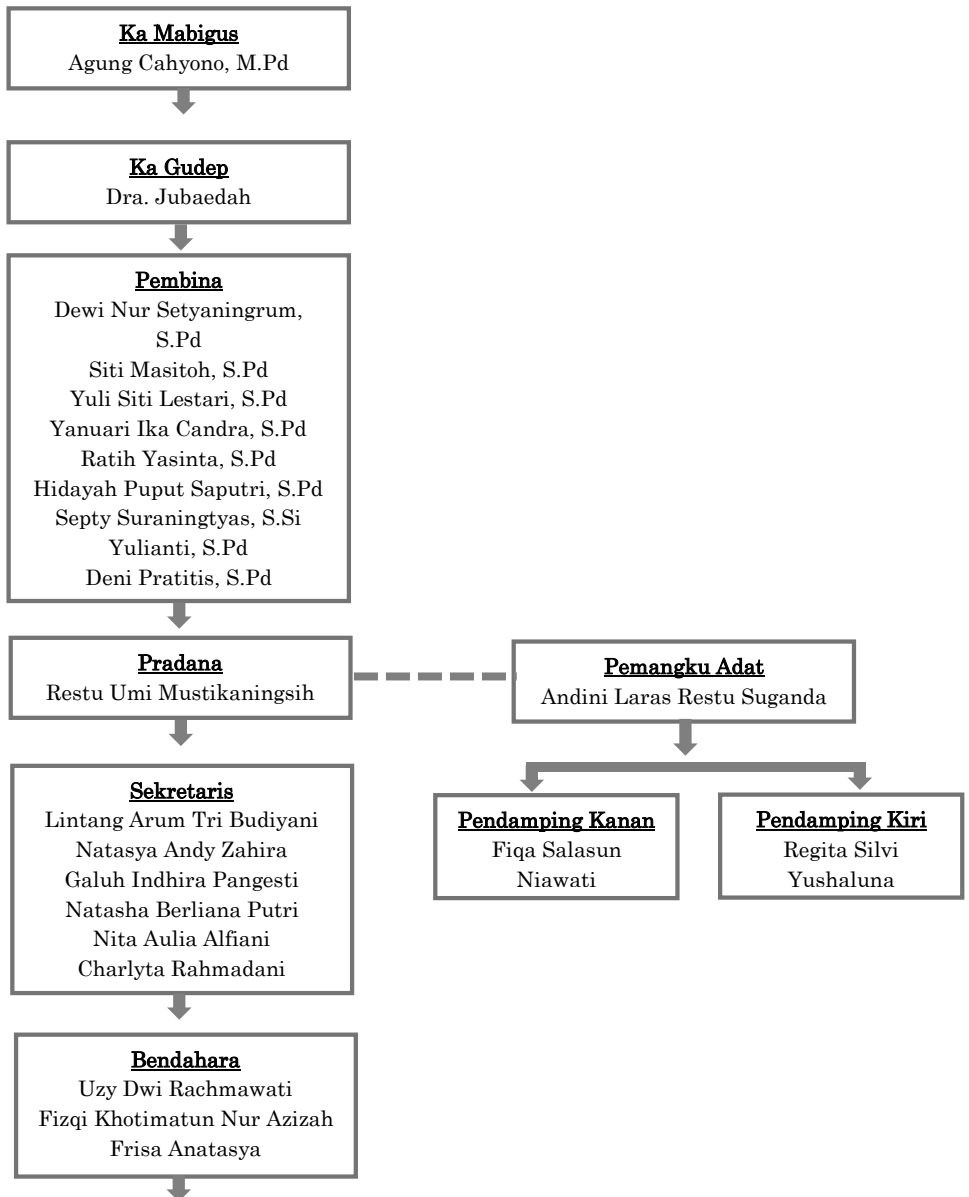 Ka Mabigus
Agung Cahyono, M.Pd
Ka Gudep
Dra. Jubaedah
Pembina
Dewi Nur Setyaningrum,
S.Pd
Siti Masitoh, S.Pd
Yuli Siti Lestari, S.Pd
Yanuari Ika Candra, S.Pd
Ratih Yasinta, S.Pd
Hidayah Puput Saputri, S.Pd
Septy Suraningtyas, S.Si
Yulianti, S.Pd
Deni Pratitis, S.Pd
Pradana
Restu Umi Mustikaningsih
Pemangku Adat
Andini Laras Restu Suganda
Sekretaris
Lintang Arum Tri Budiyani
Natasya Andy Zahira
Galuh Indhira Pangesti
Natasha Berliana Putri
Nita Aulia Alfiani
Charlyta Rahmadani
Pendamping Kanan
Fiqa Salasun
Niawati
Pendamping Kiri
Regita Silvi
Yushaluna
Bendahara
Uzy Dwi Rachmawati
Fizqi Khotimatun Nur Azizah
Frisa Anatasya